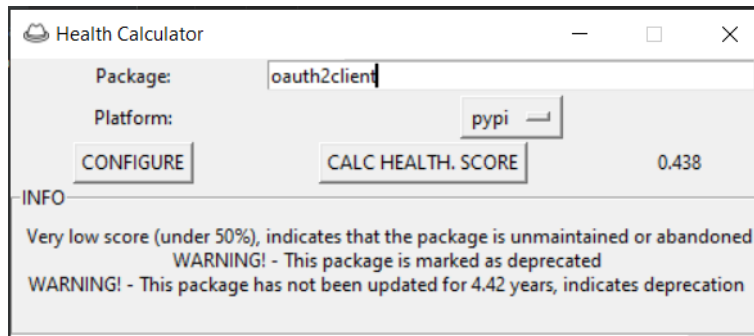 Health Calculator
Package: oauth2client
Platform: pypi
CONFIGURE CALC HEALTH. SCORE 0.438
INFO
Very low score (under 50%), indicates that the package is unmaintained or abandoned
WARNING! - This package is marked as deprecated
WARNING! - This package has not been updated for 4.42 years, indicates deprecation